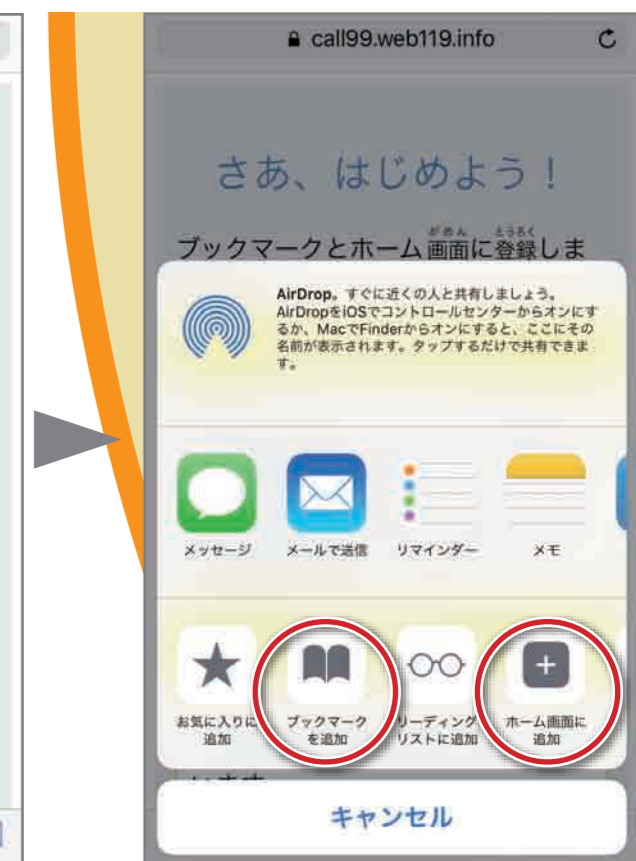 call99.web119.info
さあ、はじめよう！
がめん とうろく
ブックマークとホーム画面に登録しま
AirDrop。すぐに近くの人と共有しましょう。
AirDropをiOSでコントロールセンターからオンにす
るか、MacでFinderからオンにすると、ここにその
名前が表示されます。タップするだけで共有できま
す。
メッセージ
メールで送信
リマインダー
メモ
お気に入りに
追加
ブックマーク
を追加
リーディング
リストに追加
ホーム画面に
追加
キャンセル